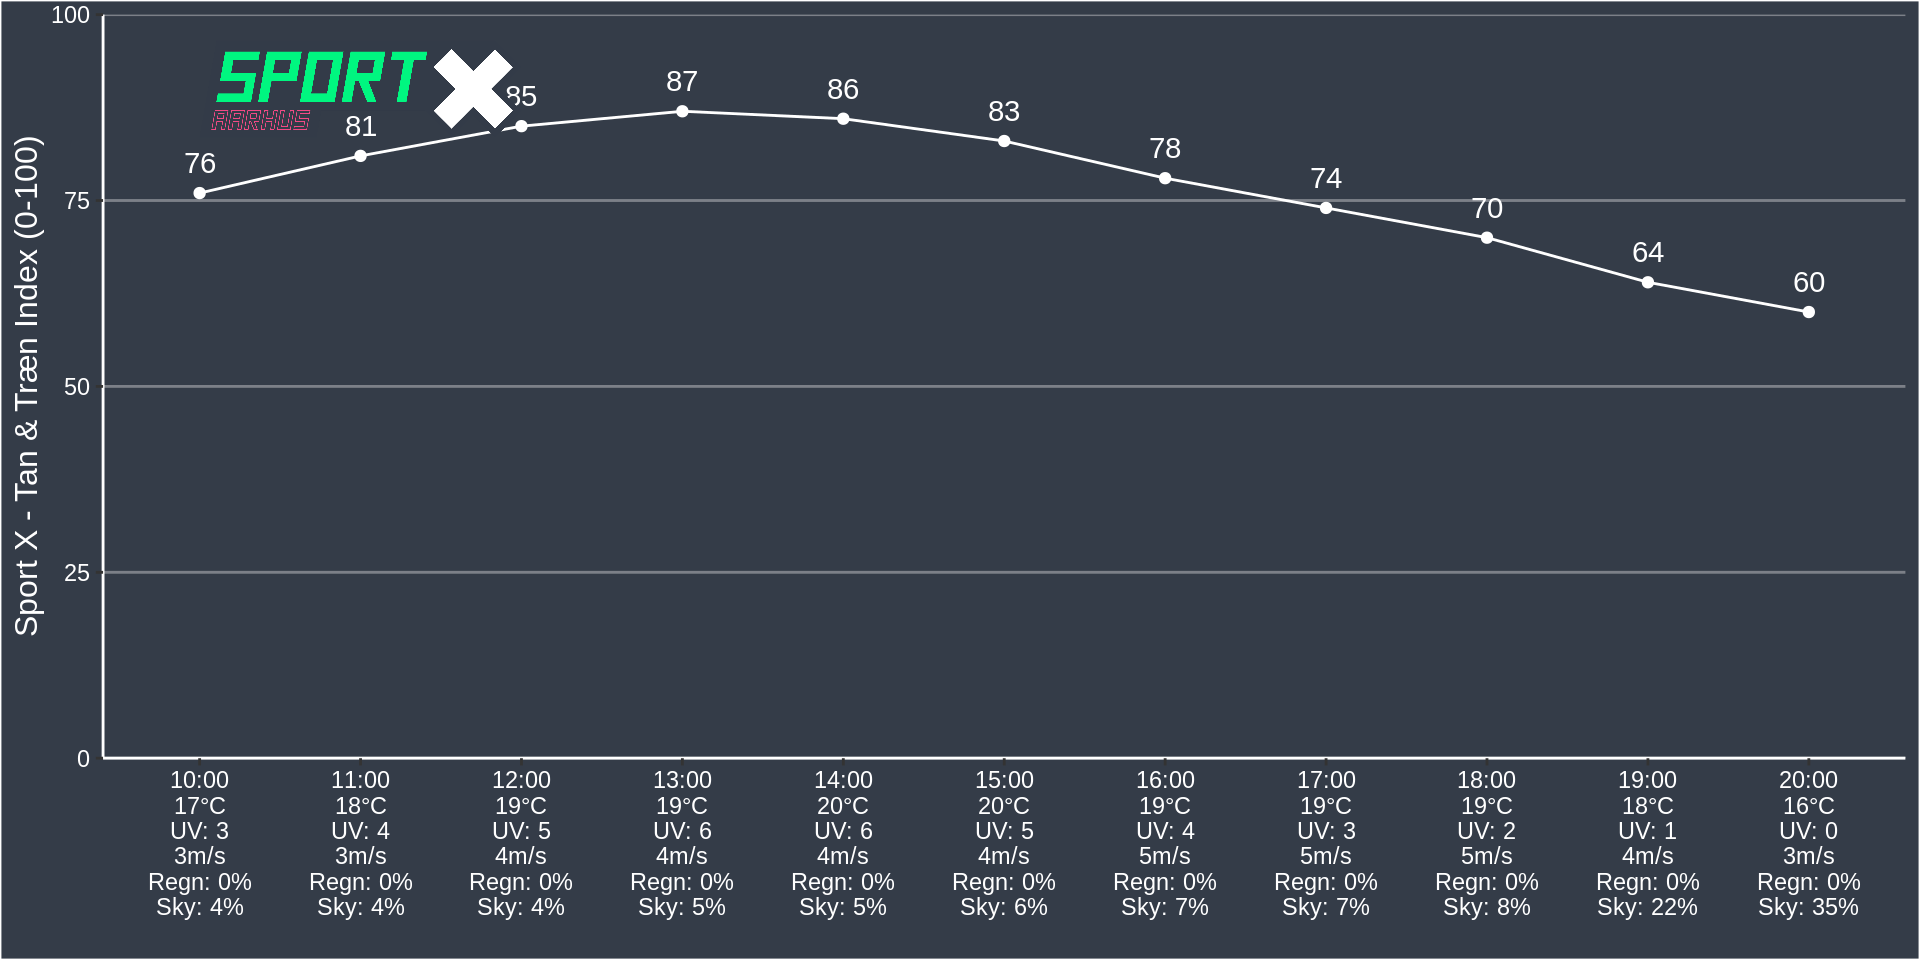 Sport X - Tan & Træn Index (0-100)
100
75
50
25
0
SPORT X
AARHUS
76
81
85
87
86
83
78
74
70
64
60
10:00 11:00 12:00 13:00 14:00 15:00 16:00 17:00 18:00 19:00 20:00
17°C 18°C 19°C 19°C 20°C 20°C 19°C 19°C 19°C 18°C 16°C
UV: 3 UV: 4 UV: 5 UV: 6 UV: 6 UV: 5 UV: 4 UV: 3 UV: 2 UV: 1 UV: 0
3m/s 3m/s 4m/s 4m/s 4m/s 4m/s 5m/s 5m/s 5m/s 4m/s 3m/s
Regn: 0% Regn: 0% Regn: 0% Regn: 0% Regn: 0% Regn: 0% Regn: 0% Regn: 0% Regn: 0% Regn: 0% Regn: 0%
Sky: 4% Sky: 4% Sky: 4% Sky: 5% Sky: 5% Sky: 6% Sky: 7% Sky: 7% Sky: 8% Sky: 22% Sky: 35%